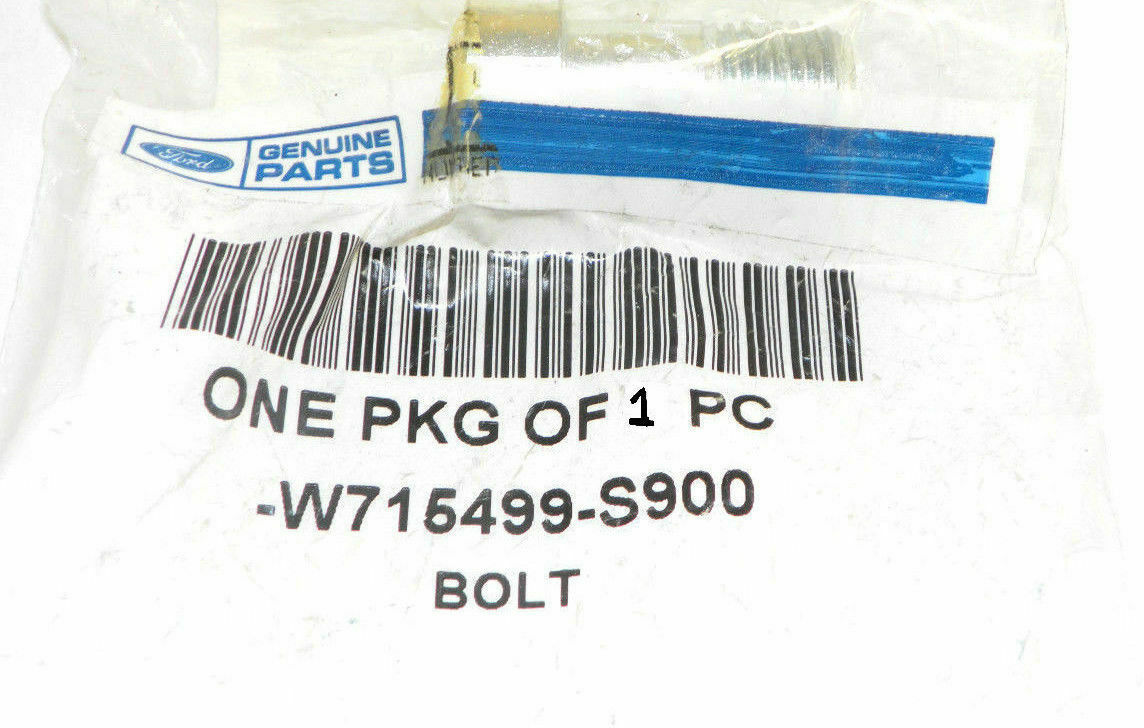 Ford
GENUINE
PARTS
ONE PKG OF 1 PC
-W715499-S900
BOLT